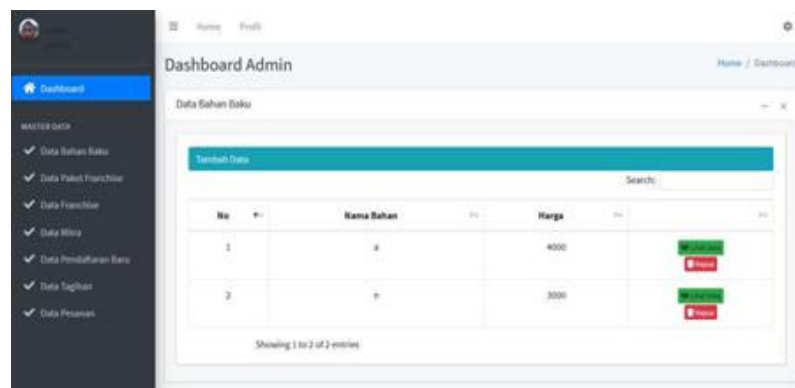 Home Profil
Dashboard Admin
Home / Dashboard
Dashboard
Data Bahan Baku
MASTER DATA
Data Bahan Baku
Data Paket Franchise
Data Franchise
Data Mitra
Data Pendaftaran Baru
Data Tagihan
Data Pesanan
Tambah Data
Search:
No Nama Bahan Harga
1 a 4000
Hapus
2 n 3000
Hapus
Showing 1 to 2 of 2 entries